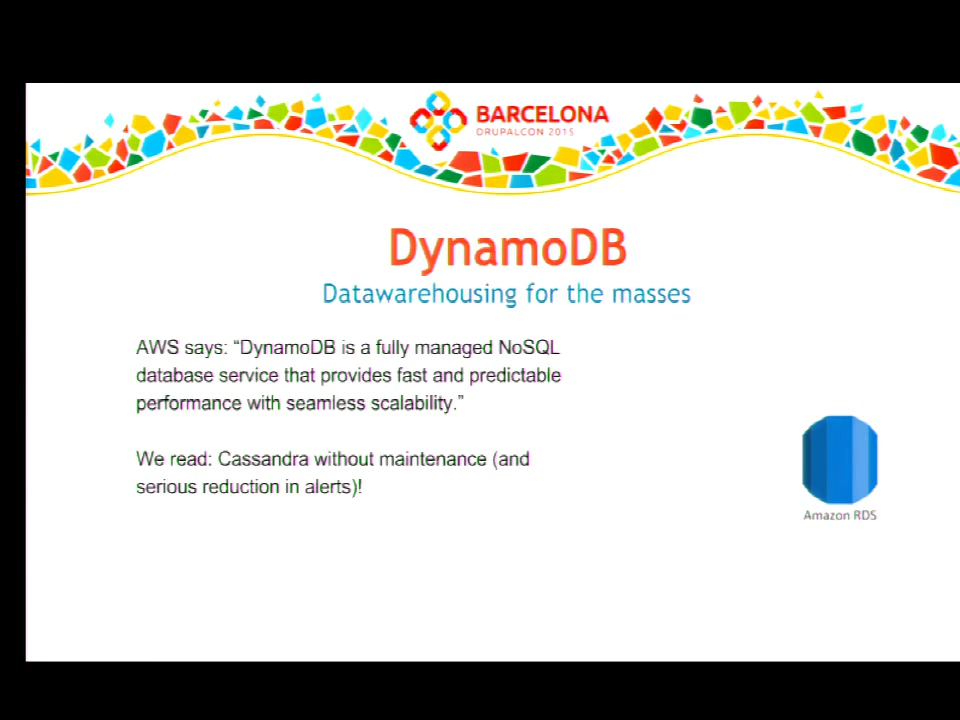 BARCELONA
DRUPALCON 2015
DynamoDB
Datawarehousing for the masses
AWS says: “DynamoDB is a fully managed NoSQL
database service that provides fast and predictable
performance with seamless scalability.”
We read: Cassandra without maintenance (and
serious reduction in alerts)!
Amazon RDS